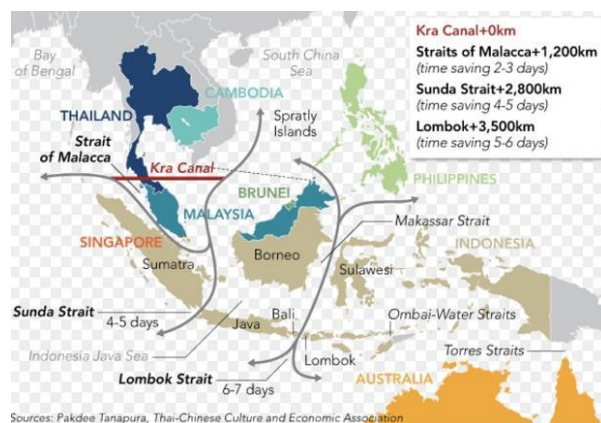 Bay
of Bengal
South China
Sea
Kra Canal+0km
Straits of Malacca+1,200km
(time saving 2-3 days)
Sunda Strait+2,800km
(time saving 4-5 days)
Lombok+3,500km
(time saving 5-6 days)
CAMBODIA
THAILAND
Spratly
Islands
Strait
of Malacca
Kra Canal
PHILIPPINES
BRUNEI
MALAYSIA
Makassar Strait
SINGAPORE
Borneo
INDONESIA
Sumatra
Sulawesi
Sunda Strait
4-5 days
Bali
Ombai-Water Straits
Java
Indonesia Java Sea
Lombok
Torres Straits
Lombok Strait
6-7 days
AUSTRALIA
Sources: Pakdee Tanapura, Thai-Chinese Culture and Economic Association